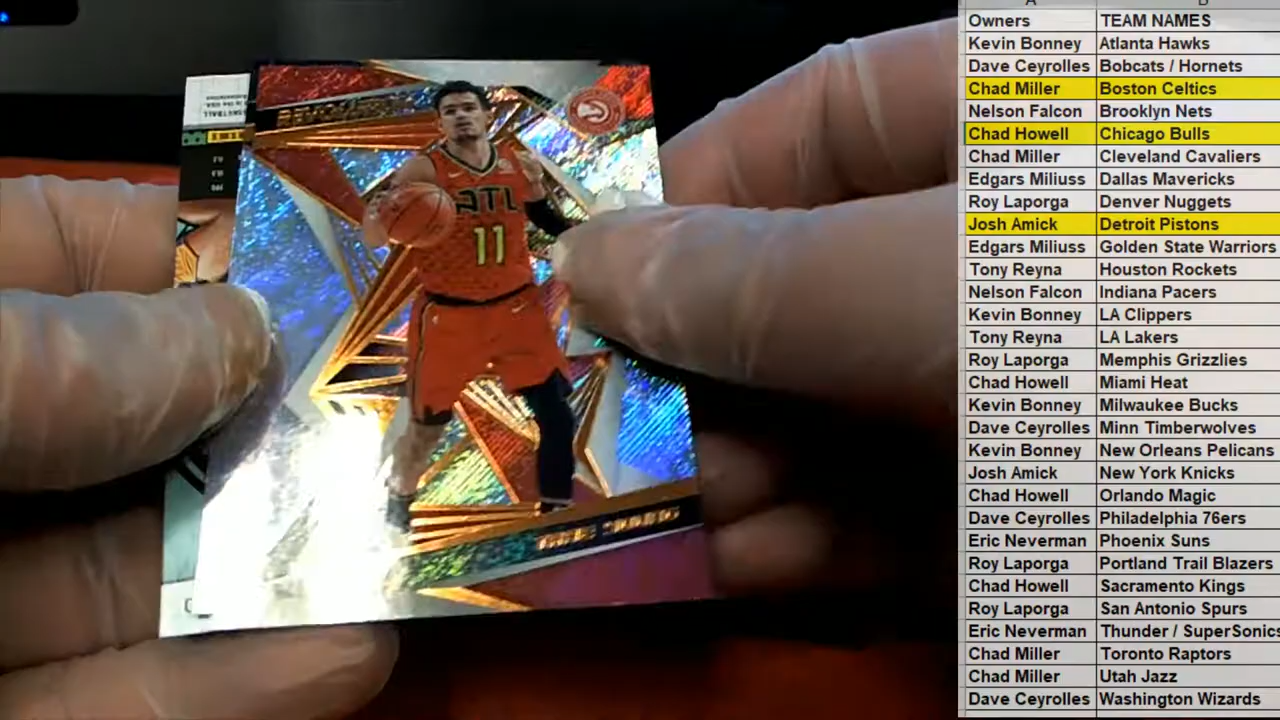 ATL
11
Owners TEAM NAMES
Kevin Bonney Atlanta Hawks
Dave Ceyrolles Bobcats / Hornets
Chad Miller Boston Celtics
Nelson Falcon Brooklyn Nets
Chad Howell Chicago Bulls
Chad Miller Cleveland Cavaliers
Edgars Miliuss Dallas Mavericks
Roy Laporga Denver Nuggets
Josh Amick Detroit Pistons
Edgars Miliuss Golden State Warriors
Tony Reyna Houston Rockets
Nelson Falcon Indiana Pacers
Kevin Bonney LA Clippers
Tony Reyna LA Lakers
Roy Laporga Memphis Grizzlies
Chad Howell Miami Heat
Kevin Bonney Milwaukee Bucks
Dave Ceyrolles Minn Timberwolves
Kevin Bonney New Orleans Pelicans
Josh Amick New York Knicks
Chad Howell Orlando Magic
Dave Ceyrolles Philadelphia 76ers
Eric Neverman Phoenix Suns
Roy Laporga Portland Trail Blazers
Chad Howell Sacramento Kings
Roy Laporga San Antonio Spurs
Eric Neverman Thunder / SuperSonics
Chad Miller Toronto Raptors
Chad Miller Utah Jazz
Dave Ceyrolles Washington Wizards